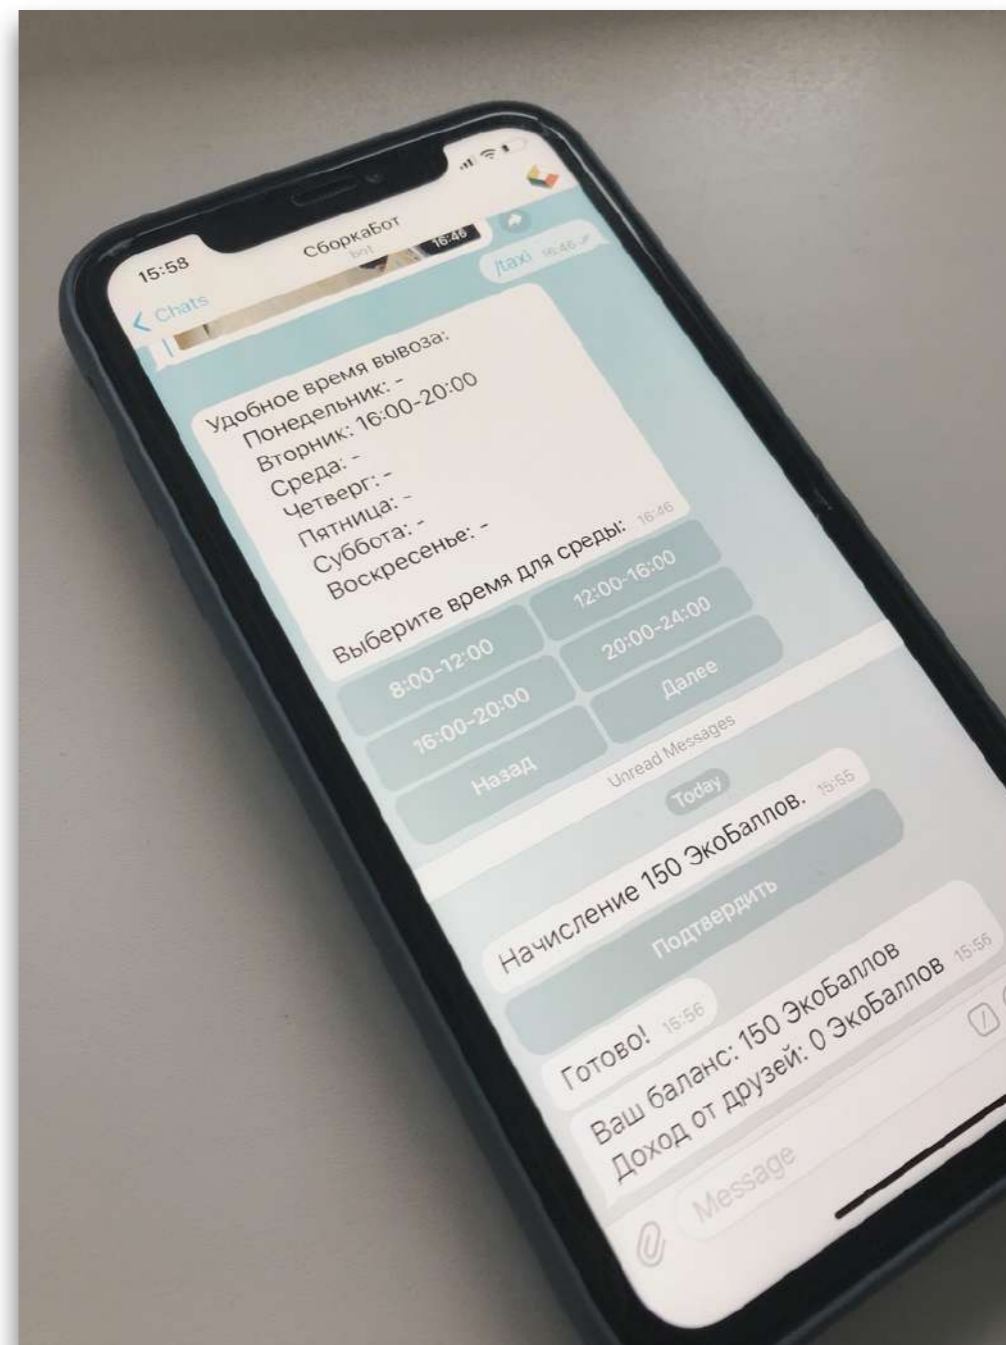 15:58
Chats
СборкаБот
bot
16:46
/taxi 16:46
Удобное время вывоза:
Понедельник: -
Вторник: 16:00-20:00
Среда: -
Четверг: -
Пятница: -
Суббота: -
Воскресенье: -
Выберите время для среды: 16:46
8:00-12:00 12:00-16:00
16:00-20:00 20:00-24:00
Назад Далее
Unread Messages
Today
Начисление 150 ЭкоБаллов. 15:55
Подтвердить
Готово! 15:56
Ваш баланс: 150 ЭкоБаллов
Доход от друзей: 0 ЭкоБаллов 15:56
Message